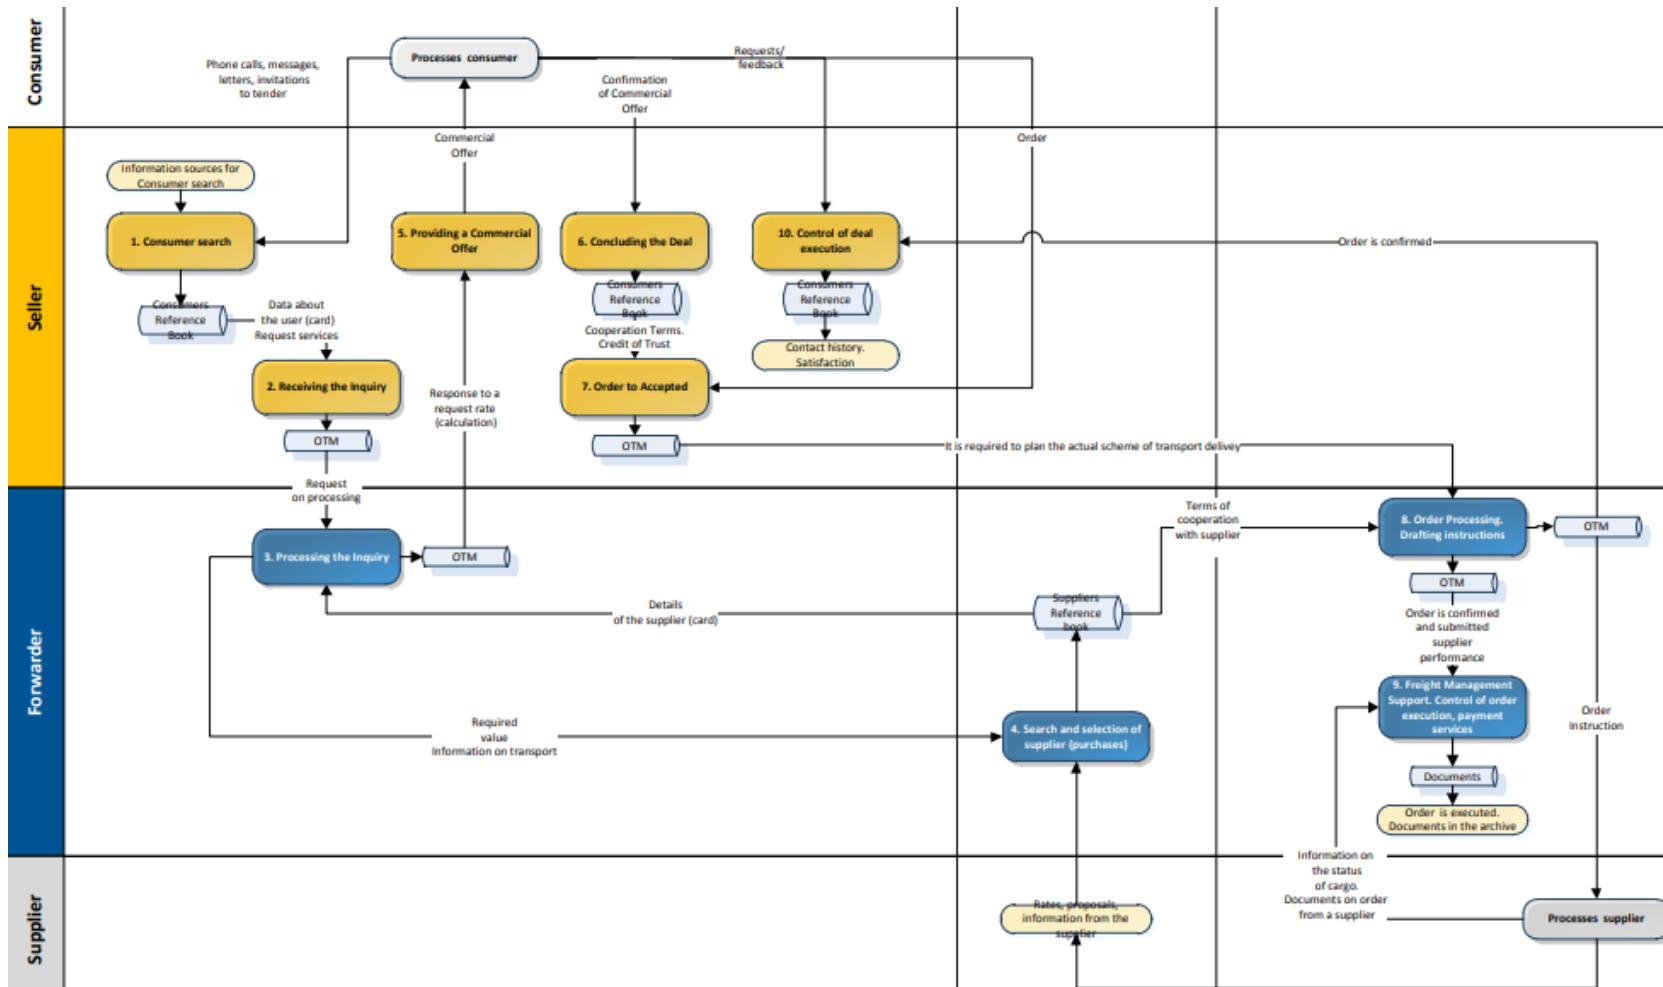 Consumer
Processes consumer
Phone calls, messages,
letters, invitations
to tender
Requests/
feedback
Confirmation
of Commercial
Offer
Seller
Commercial
Offer
Order
Information sources for
Consumer search
1. Consumer search
5. Providing a Commercial
Offer
6. Concluding the Deal
10. Control of deal
execution
Order is confirmed
Consumers
Reference
Book
Data about
the user (card)
Request services
Consumers
Reference
Book
Consumers
Reference
Book
Cooperation Terms.
Credit of Trust
Contact history.
Satisfaction
2. Receiving the Inquiry
Response to a
request rate
(calculation)
7. Order to Accepted
OTM
OTM
It is required to plan the actual scheme of transport delivey
Forwarder
Request
on processing
Terms of
cooperation
with supplier
8. Order Processing.
Drafting instructions
OTM
3. Processing the Inquiry
OTM
OTM
Details
of the supplier (card)
Suppliers
Reference
book
Order is confirmed
and submitted
supplier
performance
9. Freight Management
Support. Control of order
execution, payment
services
Order
Instruction
Required
value
Information on transport
4. Search and selection of
supplier (purchases)
Documents
Order is executed.
Documents in the archive
Supplier
Information on
the status
of cargo.
Documents on order
from a supplier
Rates, proposals,
information from the
supplier
Processes supplier